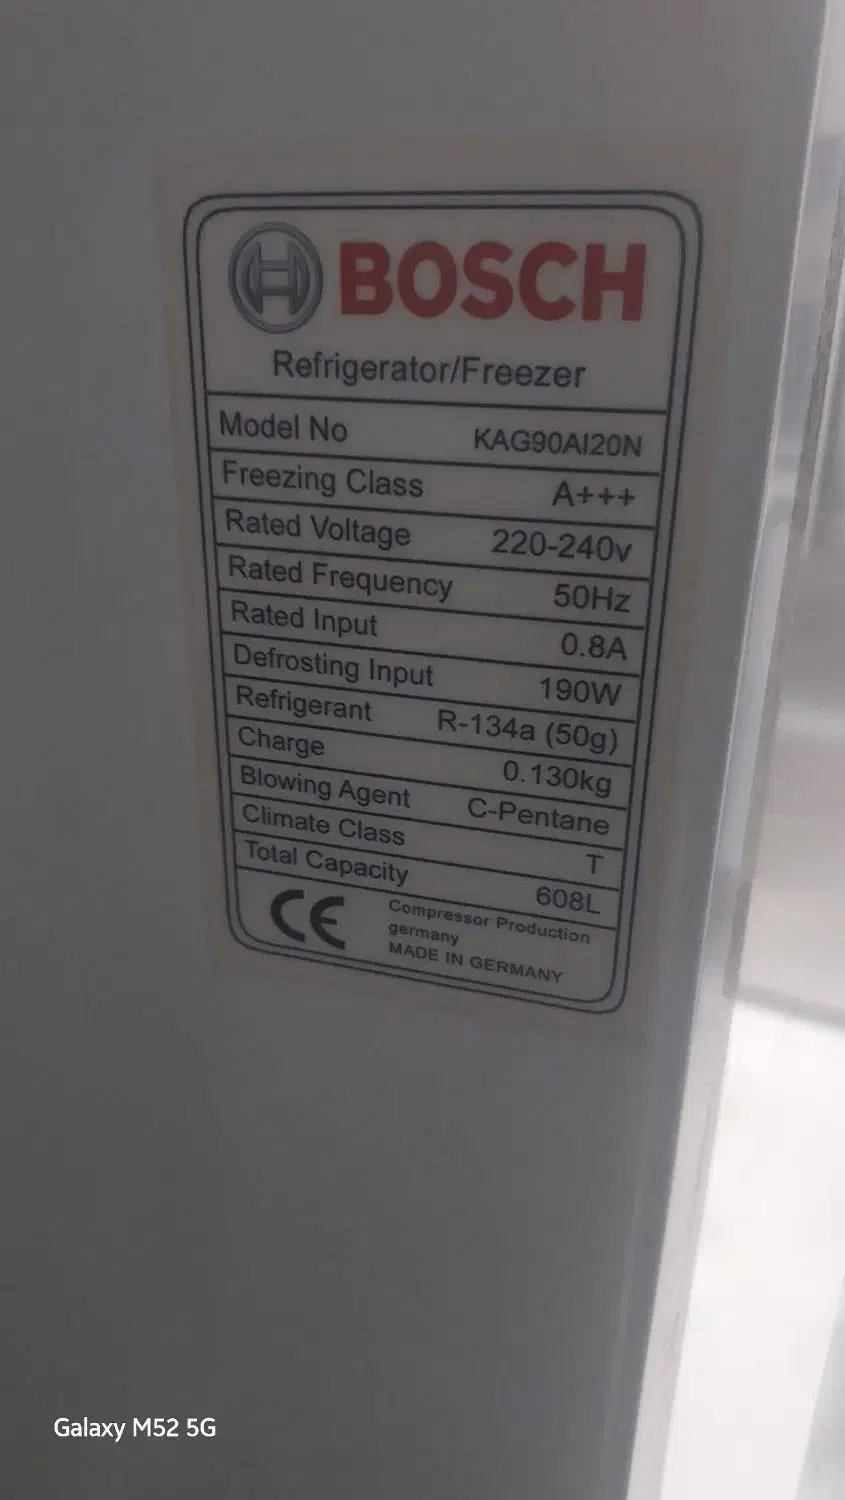 BOSCH
Refrigerator/Freezer
Model No KAG90AI20N
Freezing Class A+++
Rated Voltage 220-240v
Rated Frequency 50Hz
Rated Input 0.8A
Defrosting Input 190W
Refrigerant R-134a (50g)
Charge 0.130kg
Blowing Agent C-Pentane
Climate Class T
Total Capacity 608L
CE
Compressor Production
germany
MADE IN GERMANY
Galaxy M52 5G